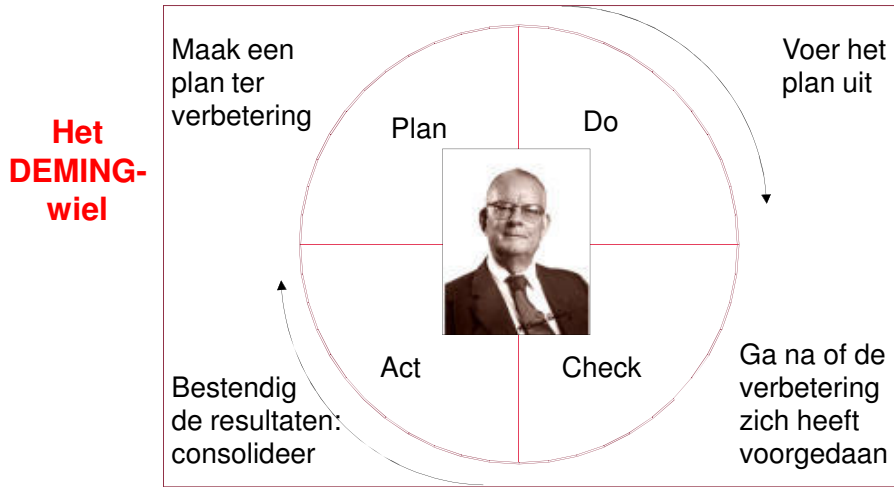 Het
DEMING-
wiel
Maak een
plan ter
verbetering
Plan
Do
Voer het
plan uit
Act
Check
Bestendig
de resultaten:
consolideer
Ga na of de
verbetering
zich heeft
voorgedaan